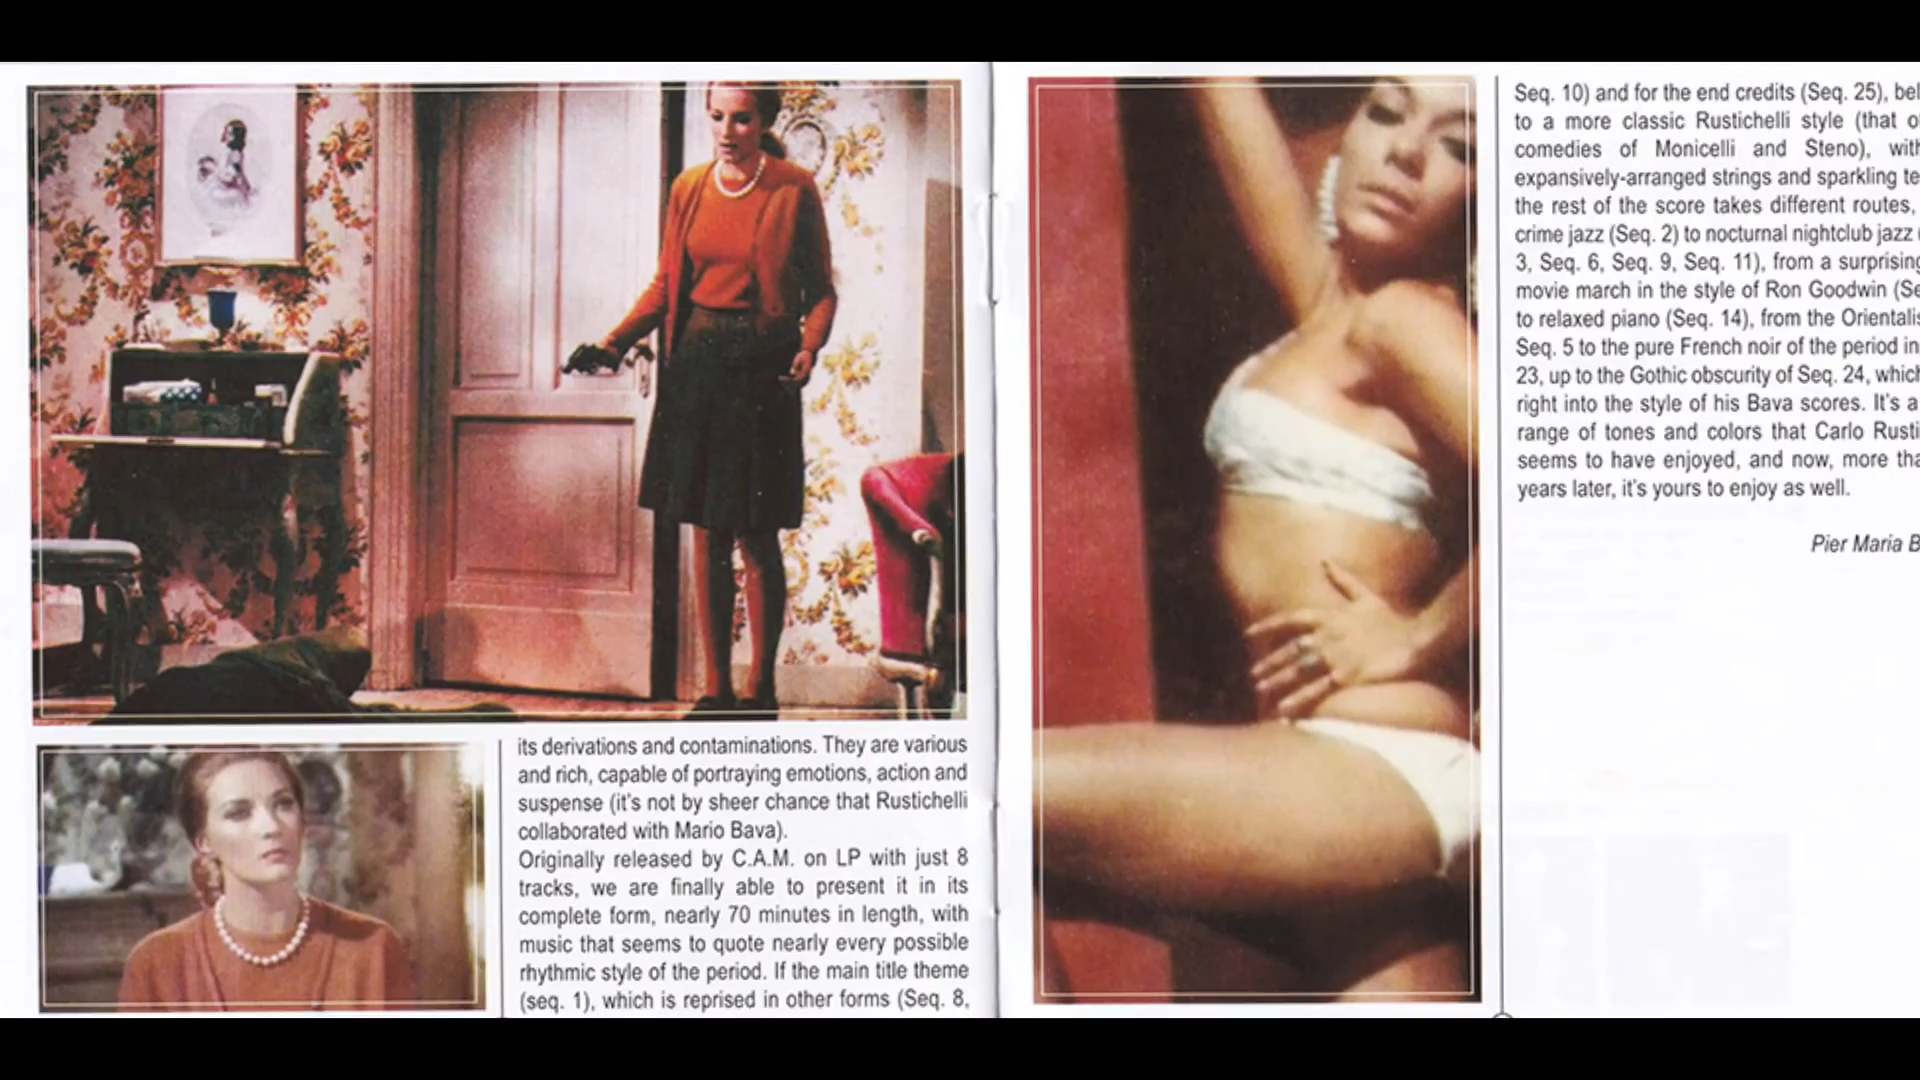 its derivations and contaminations. They are various
and rich, capable of portraying emotions, action and
suspense (it's not by sheer chance that Rustichelli
collaborated with Mario Bava).
Originally released by C.A.M. on LP with just 8
tracks, we are finally able to present it in its
complete form, nearly 70 minutes in length, with
music that seems to quote nearly every possible
rhythmic style of the period. If the main title theme
(seq. 1), which is reprised in other forms (Seq. 8,
Seq. 10) and for the end credits (Seq. 25), bel
to a more classic Rustichelli style (that o
comedies of Monicelli and Steno), with
expansively-arranged strings and sparkling te
the rest of the score takes different routes,
crime jazz (Seq. 2) to nocturnal nightclub jazz (
3, Seq. 6, Seq. 9, Seq. 11), from a surprising
movie march in the style of Ron Goodwin (Se
to relaxed piano (Seq. 14), from the Orientalis
Seq. 5 to the pure French noir of the period in
23, up to the Gothic obscurity of Seq. 24, which
right into the style of his Bava scores. It's a
range of tones and colors that Carlo Rusti
seems to have enjoyed, and now, more tha
years later, it's yours to enjoy as well.
Pier Maria B